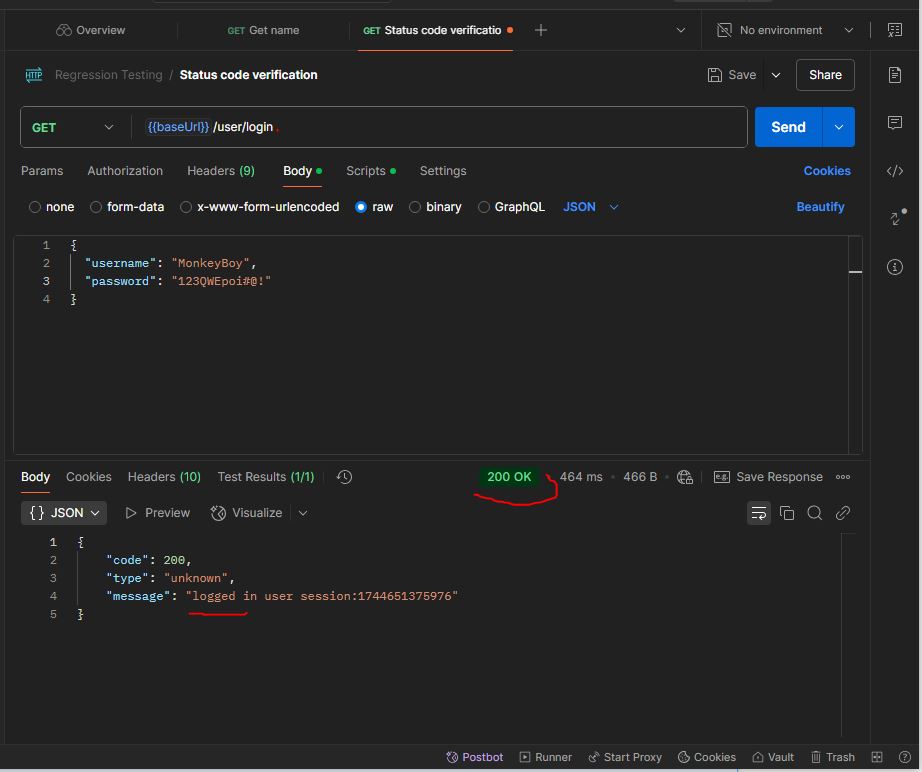 Overview GET Get name GET Status code verificatio No environment
HTTP Regression Testing / Status code verification Save Share
GET {{baseUrl}} /user/login Send
Params Authorization Headers (9) Body Scripts Settings Cookies
none form-data x-www-form-urlencoded raw binary GraphQL JSON Beautify
1 {
2 "username": "MonkeyBoy",
3 "password": "123QWEpoi#@!"
4 }
Body Cookies Headers (10) Test Results (1/1) 200 OK 464 ms 466 B e.g. Save Response
{} JSON Preview Visualize
1 {
2 "code": 200,
3 "type": "unknown",
4 "message": "logged in user session:1744651375976"
5 }
Postbot Runner Start Proxy Cookies Vault Trash